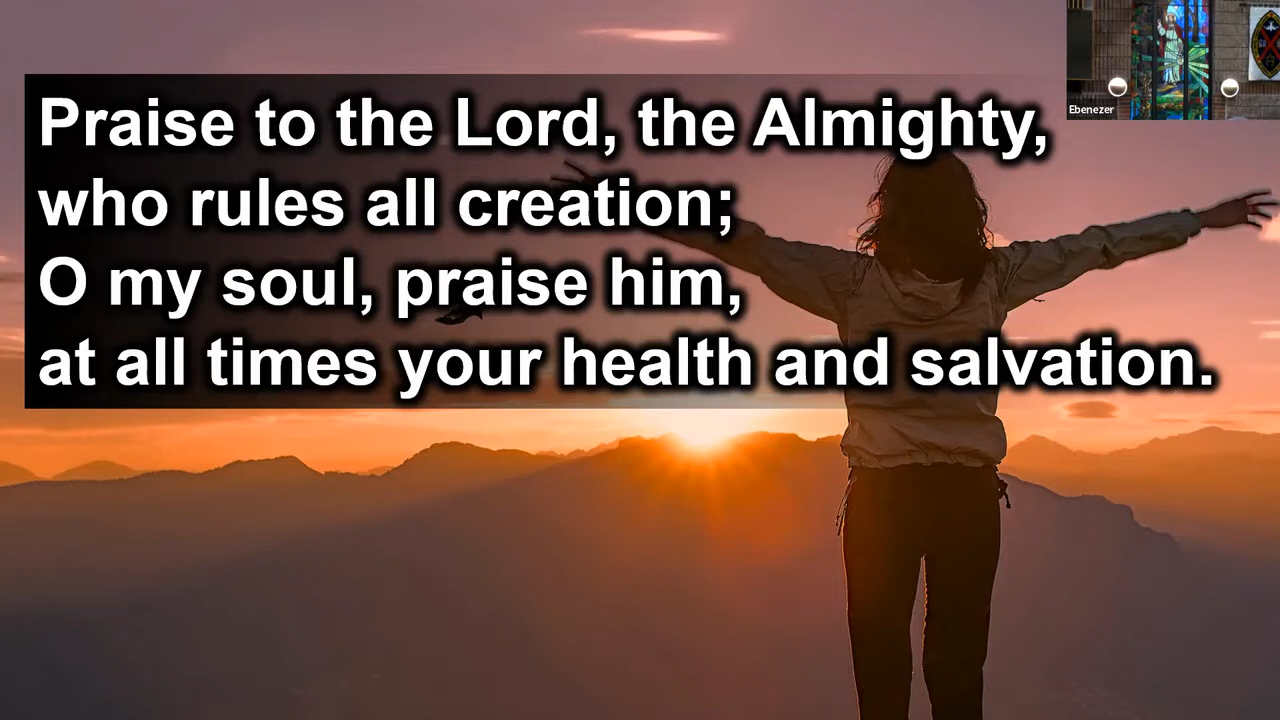 Praise to the Lord, the Almighty,
who rules all creation;
O my soul, praise him,
at all times your health and salvation.
Ebenezer